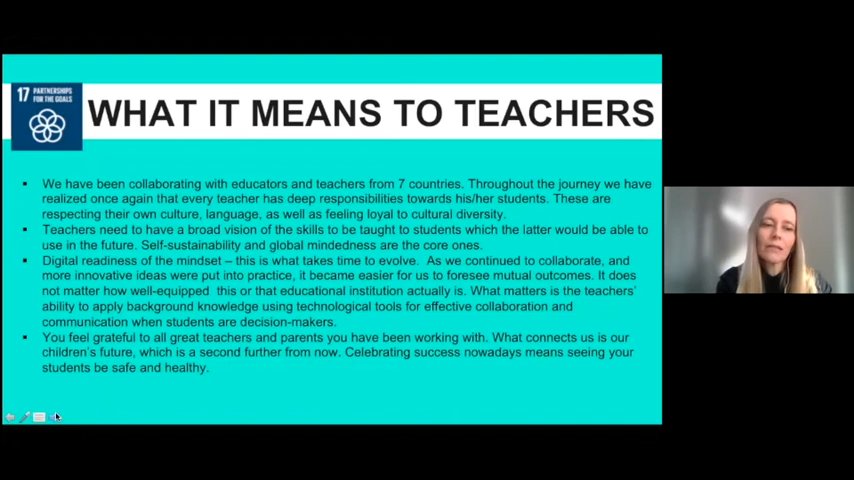 17 PARTNERSHIPS
FOR THE GOALS
WHAT IT MEANS TO TEACHERS
▪ We have been collaborating with educators and teachers from 7 countries. Throughout the journey we have
realized once again that every teacher has deep responsibilities towards his/her students. These are
respecting their own culture, language, as well as feeling loyal to cultural diversity.
▪ Teachers need to have a broad vision of the skills to be taught to students which the latter would be able to
use in the future. Self-sustainability and global mindedness are the core ones.
▪ Digital readiness of the mindset – this is what takes time to evolve. As we continued to collaborate, and
more innovative ideas were put into practice, it became easier for us to foresee mutual outcomes. It does
not matter how well-equipped this or that educational institution actually is. What matters is the teachers'
ability to apply background knowledge using technological tools for effective collaboration and
communication when students are decision-makers.
▪ You feel grateful to all great teachers and parents you have been working with. What connects us is our
children's future, which is a second further from now. Celebrating success nowadays means seeing your
students be safe and healthy.